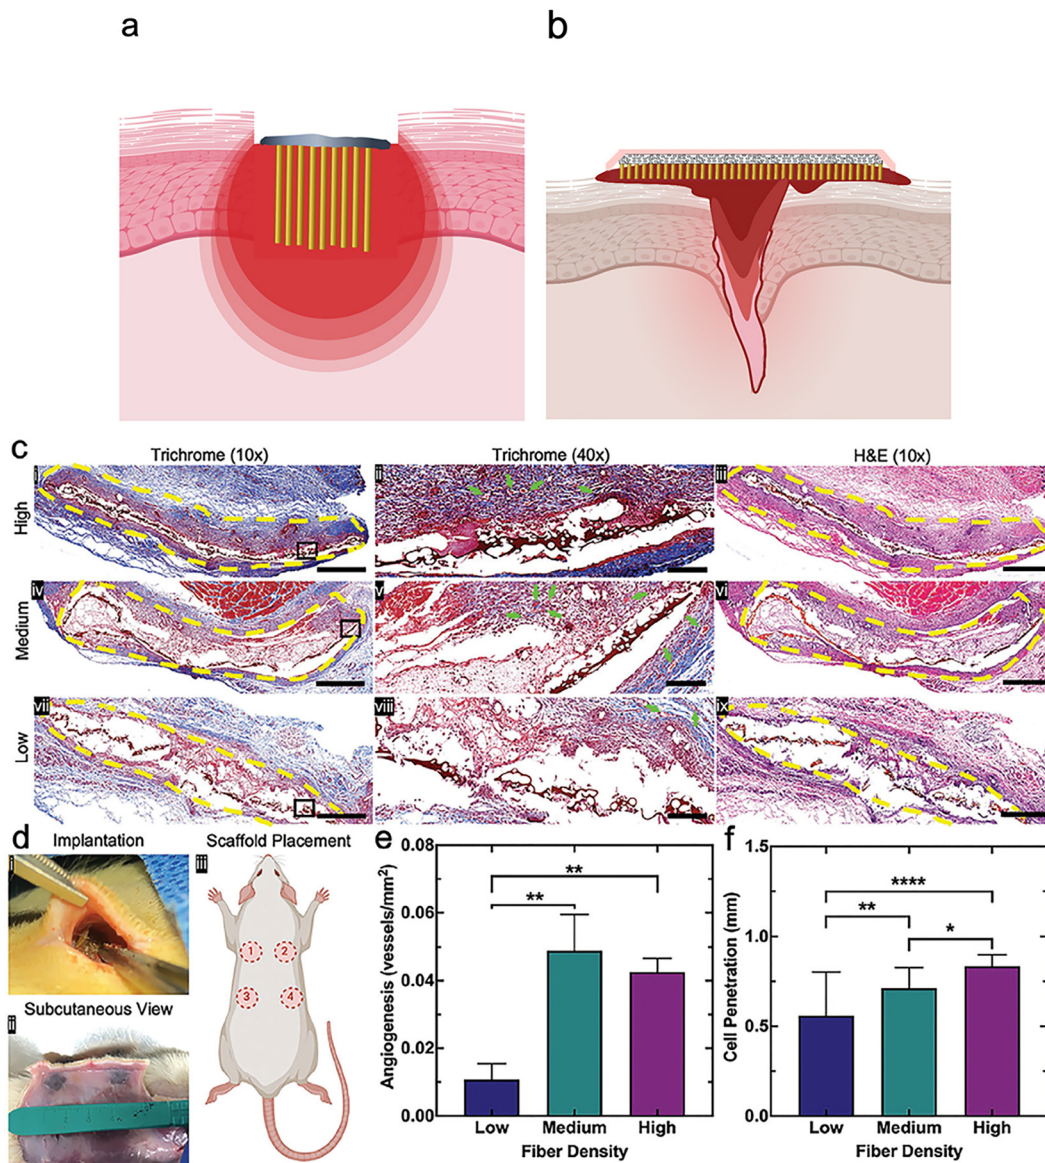 a
b
c
Trichrome (10x)
Trichrome (40x)
H&E (10x)
High
i
ii
iii
Medium
iv
v
vi
Low
vii
viii
ix
d
Implantation
i
Subcutaneous View
ii
Scaffold Placement
iii
1
2
3
4
e
Angiogenesis (vessels/mm²)
0.08
0.06
0.04
0.02
0.00
**
**
Low Medium High
Fiber Density
f
Cell Penetration (mm)
1.5
1.0
0.5
0.0
****
**
*
Low Medium High
Fiber Density